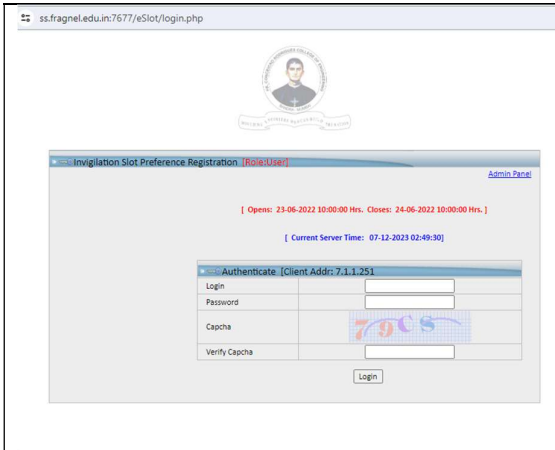 ss.fragnel.edu.in:7677/eSlot/login.php
Invigilation Slot Preference Registration [Role:User]
Admin Panel
[ Opens: 23-06-2022 10:00:00 Hrs. Closes: 24-06-2022 10:00:00 Hrs. ]
[ Current Server Time: 07-12-2023 02:49:30]
Authenticate [Client Addr: 7.1.1.251
Login
Password
Capcha
79CS
Verify Capcha
Login